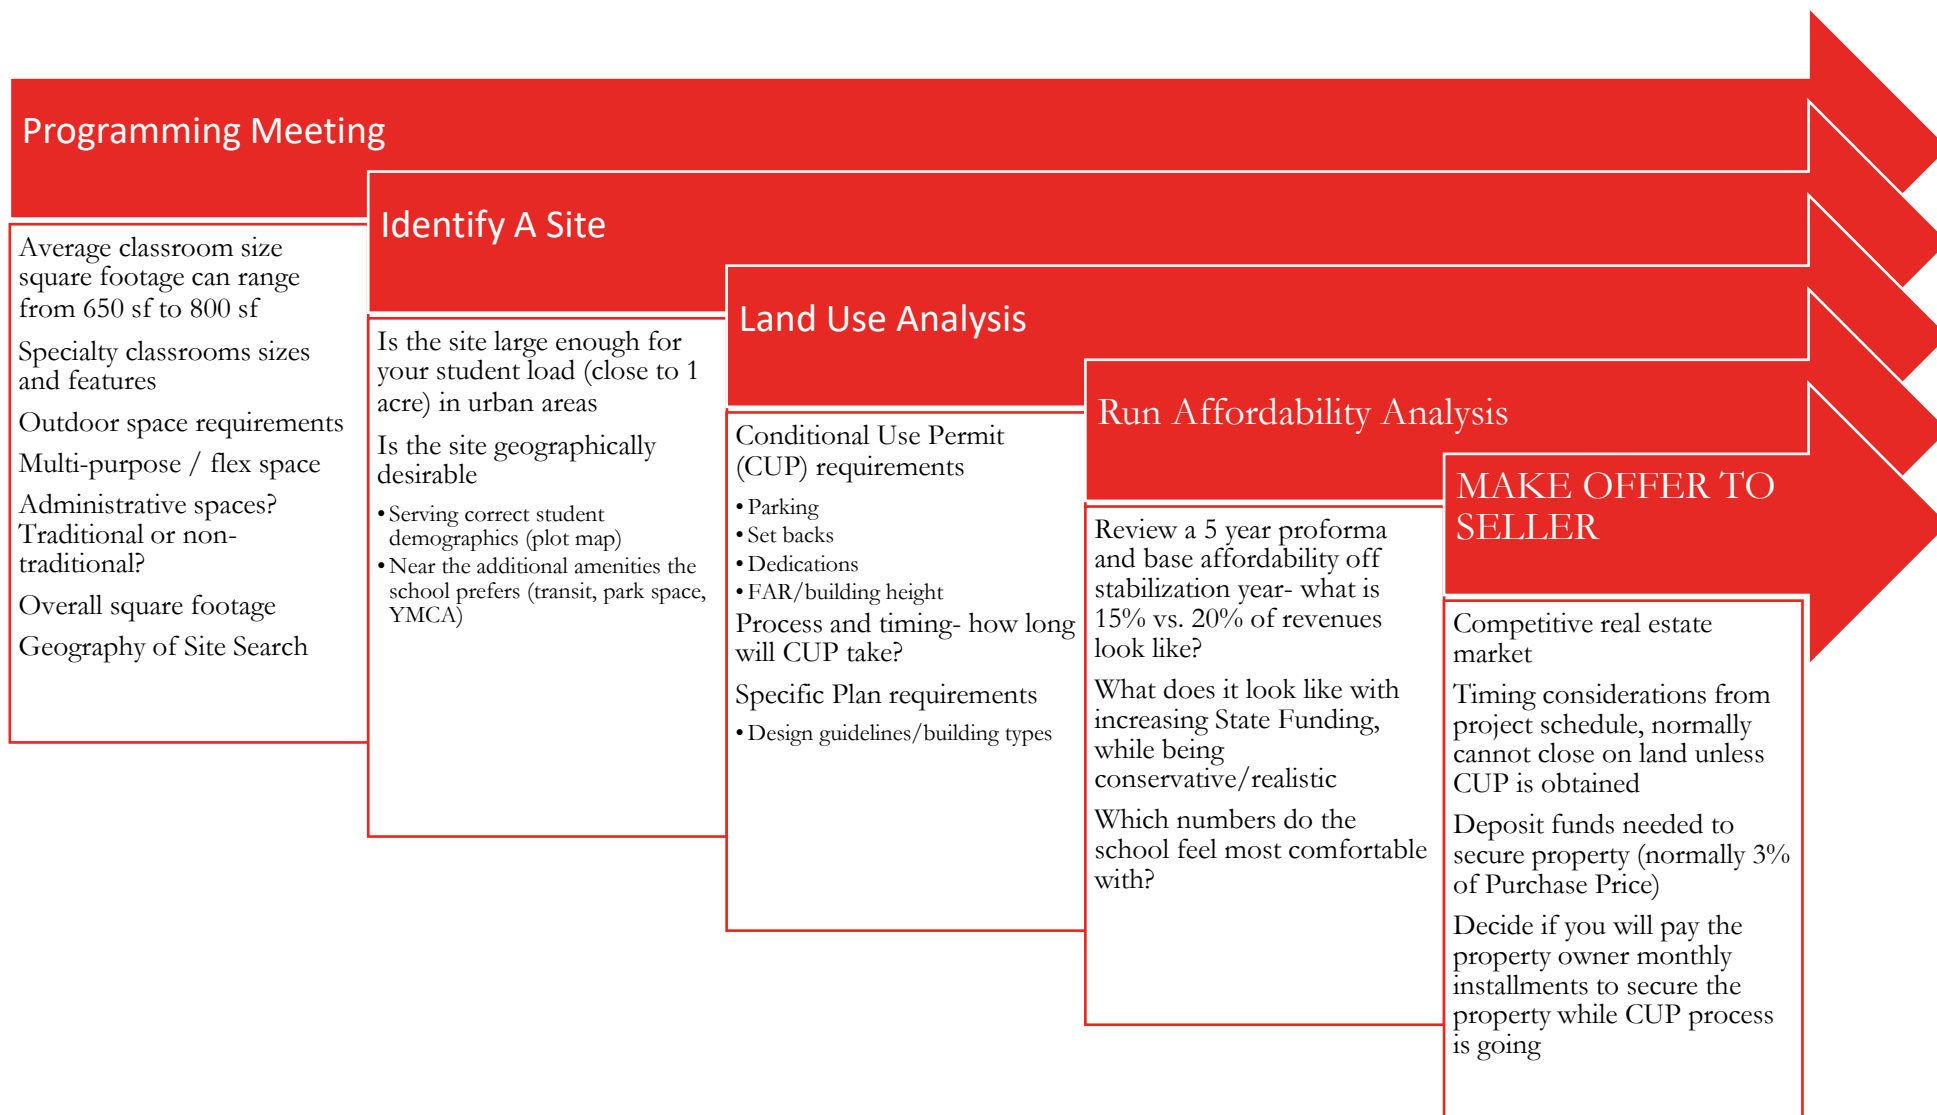 Programming Meeting
Average classroom size
square footage can range
from 650 sf to 800 sf
Specialty classrooms sizes
and features
Outdoor space requirements
Multi-purpose / flex space
Administrative spaces?
Traditional or non-
traditional?
Overall square footage
Geography of Site Search
Identify A Site
Is the site large enough for
your student load (close to 1
acre) in urban areas
Is the site geographically
desirable
• Serving correct student
demographics (plot map)
• Near the additional amenities the
school prefers (transit, park space,
YMCA)
Land Use Analysis
Conditional Use Permit
(CUP) requirements
• Parking
• Set backs
• Dedications
• FAR/building height
Process and timing- how long
will CUP take?
Specific Plan requirements
• Design guidelines/building types
Run Affordability Analysis
Review a 5 year proforma
and base affordability off
stabilization year- what is
15% vs. 20% of revenues
look like?
What does it look like with
increasing State Funding,
while being
conservative/realistic
Which numbers do the
school feel most comfortable
with?
MAKE OFFER TO
SELLER
Competitive real estate
market
Timing considerations from
project schedule, normally
cannot close on land unless
CUP is obtained
Deposit funds needed to
secure property (normally 3%
of Purchase Price)
Decide if you will pay the
property owner monthly
installments to secure the
property while CUP process
is going